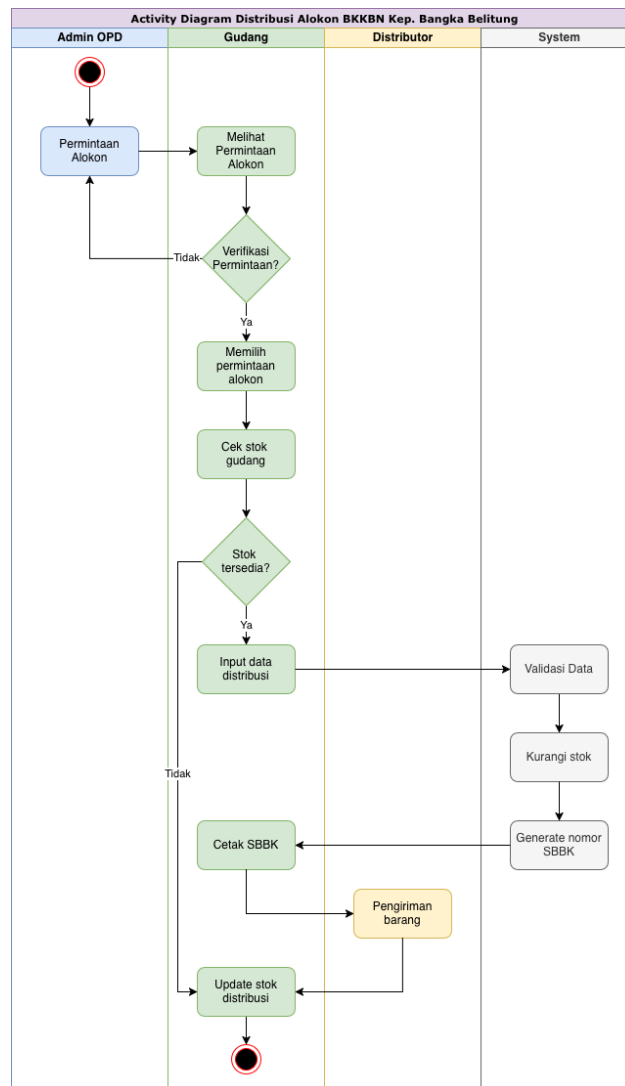 Activity Diagram Distribusi Alokon BKKBN Kep. Bangka Belitung
Admin OPD
Gudang
Distributor
System
Permintaan
Alokon
Melihat
Permintaan
Alokon
Tidak
Verifikasi
Permintaan?
Ya
Memilih
permintaan
alokon
Cek stok
gudang
Stok
tersedia?
Ya
Input data
distribusi
Validasi Data
Kurangi stok
Tidak
Cetak SBBK
Generate nomor
SBBK
Pengiriman
barang
Update stok
distribusi